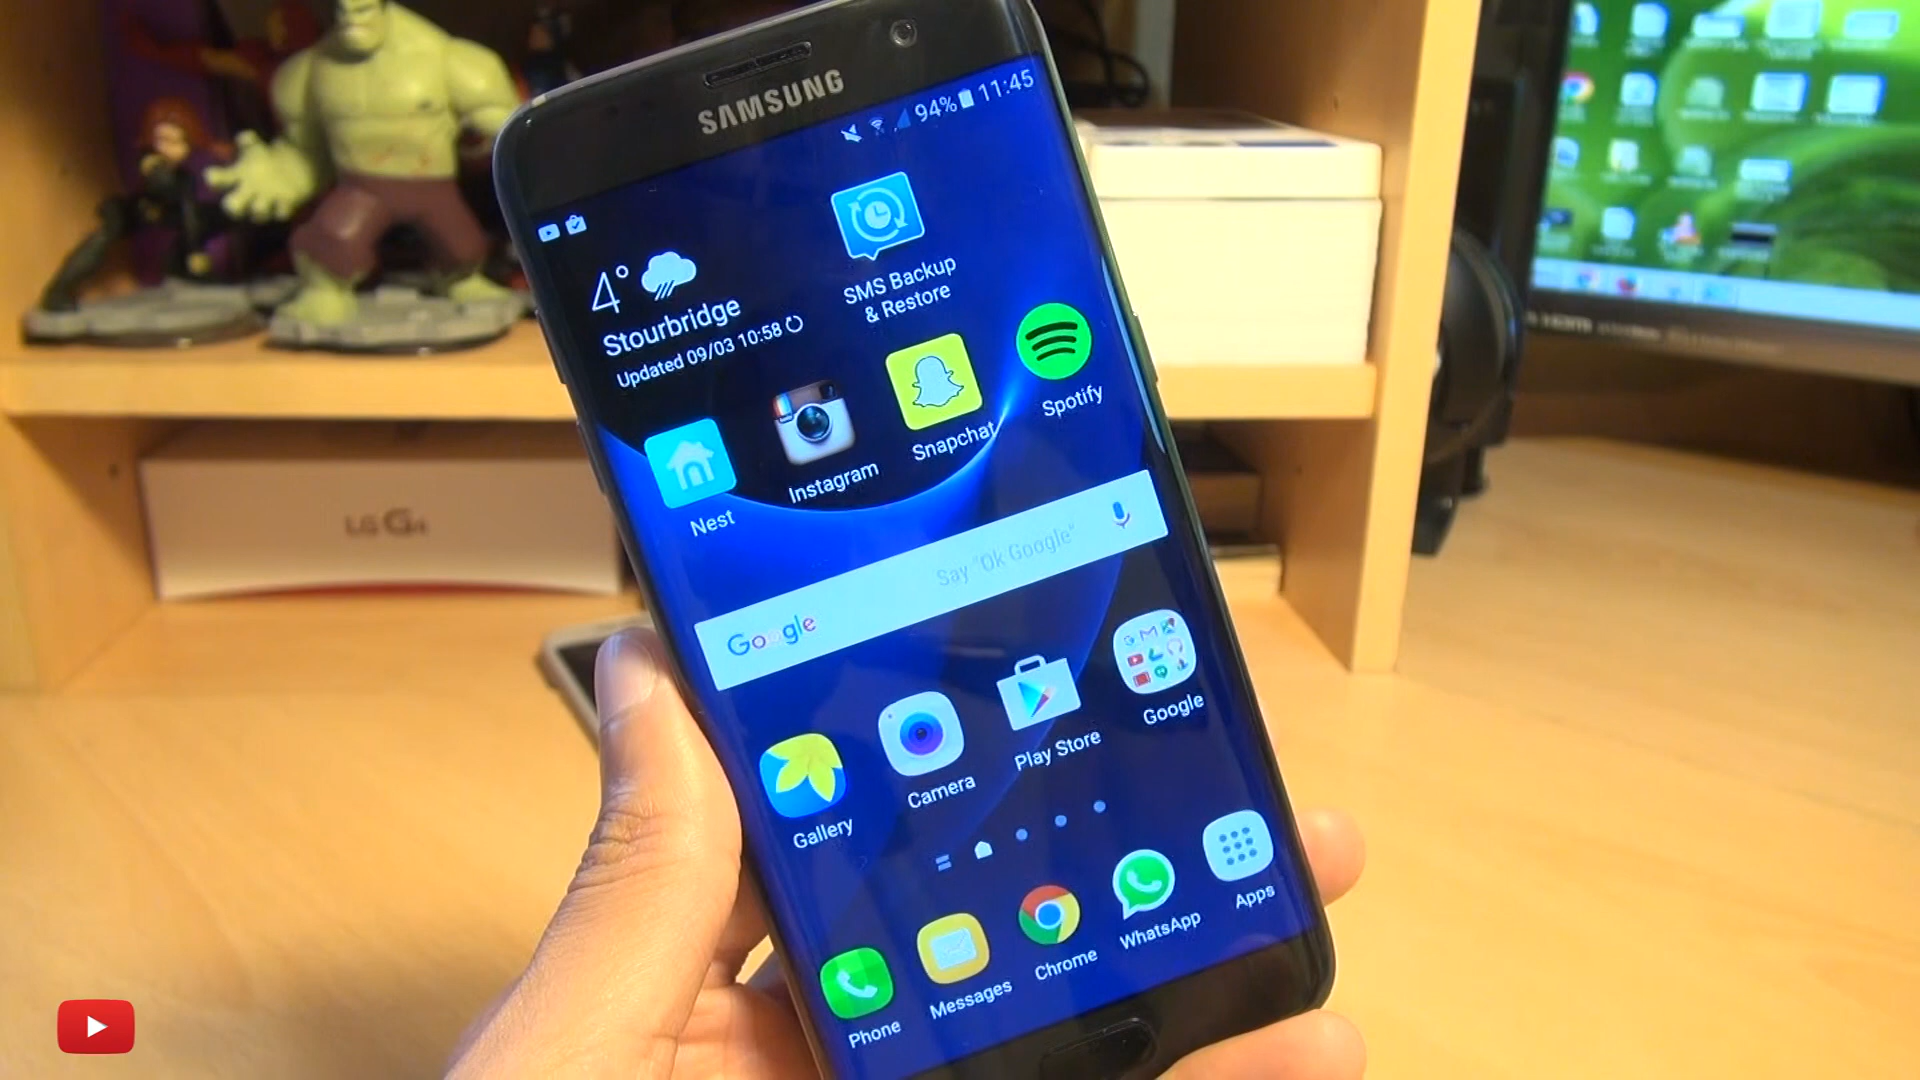 SAMSUNG
94% 11:45
4°
Stourbridge
Updated 09/03 10:58
SMS Backup
& Restore
Nest
Instagram
Snapchat
Spotify
Google
Say "Ok Google"
Gallery
Camera
Play Store
Google
Phone
Messages
Chrome
WhatsApp
Apps
LG G4